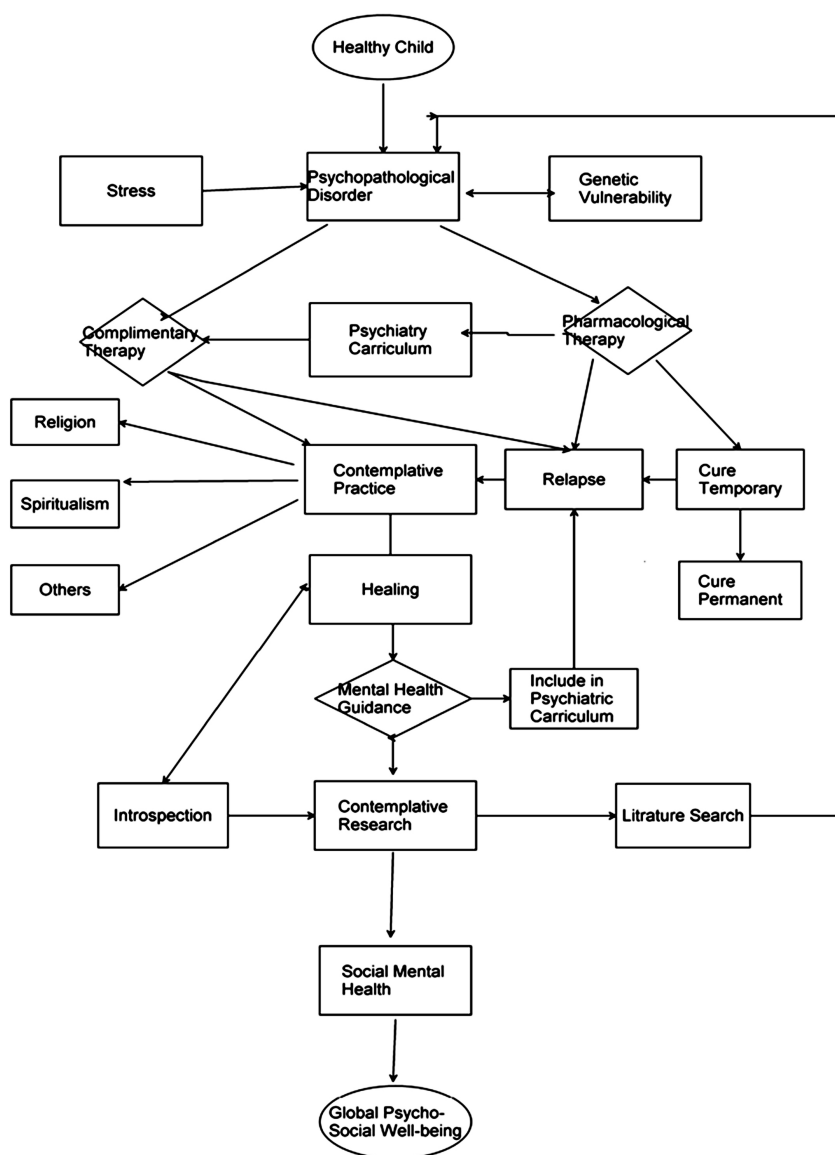 Healthy Child
Psychopathological
Disorder
Stress
Genetic
Vulnerability
Complimentary
Therapy
Psychiatry
Carriculum
Pharmacological
Therapy
Religion
Contemplative
Practice
Relapse
Cure
Temporary
Spiritualism
Others
Healing
Cure
Permanent
Mental Health
Guidance
Include in
Psychiatric
Carriculum
Introspection
Contemplative
Research
Litrature Search
Social Mental
Health
Global Psycho-
Social Well-being